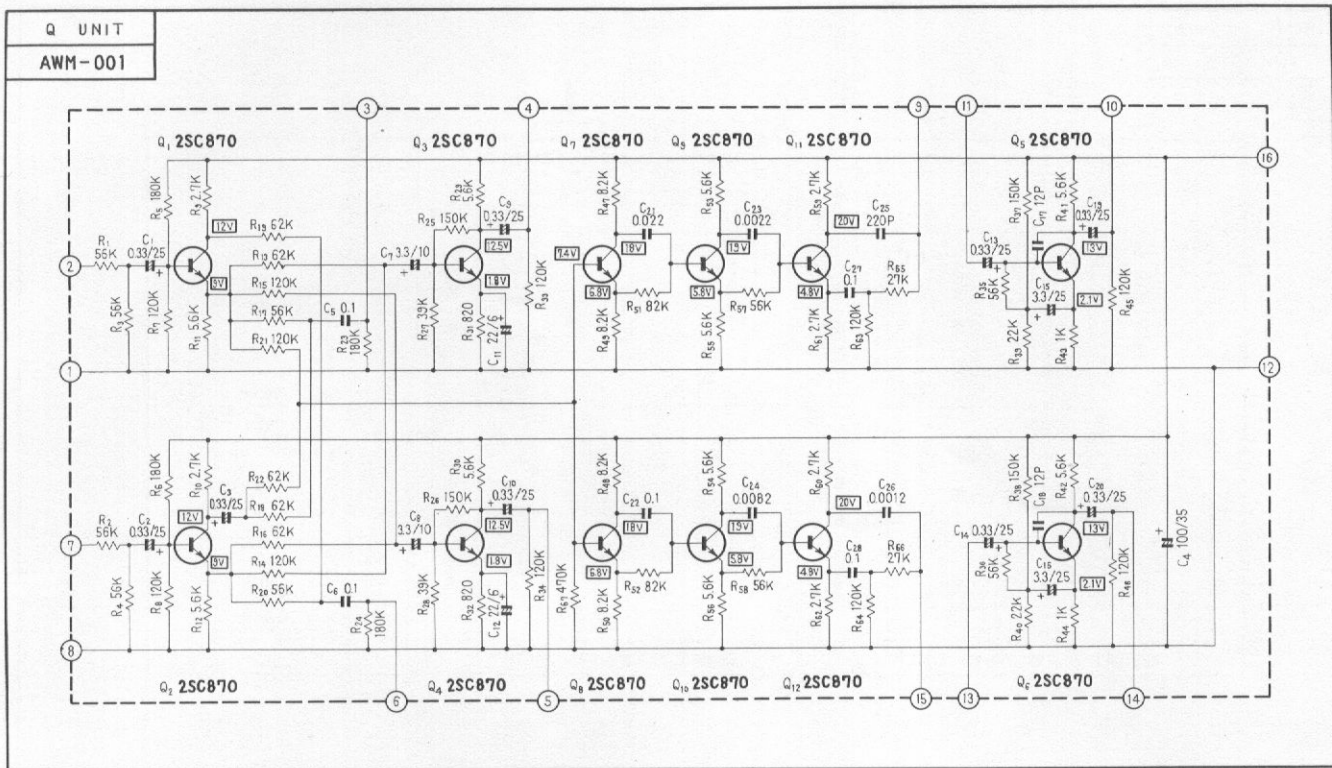 Q UNIT
AWM-001
3
4
9
11
10
Q1 2SC870
Q3 2SC870
Q7 2SC870
Q9 2SC870
Q11 2SC870
Q5 2SC870
16
R5 180K
R9 2.7K
12V
R19 62K
R13 62K
R15 120K
R17 56K
R21 120K
R1
56K
C1
0.33/25
2
R3 56K
R7 120K
9V
R11 5.6K
C5 0.1
R23
180K
C7 3.3/10
R25 150K
5.6K
C9
0.33/25
12.5V
1.8V
R27 39K
R31 820
C11 22/6
R33 120K
R47 8.2K
C21
0.022
7.4V
18V
6.8V
R49 8.2K
R51 82K
R53 5.6K
C23
0.0022
19V
5.8V
R55 5.6K
R57 56K
R59 2.7K
20V
C25
220P
4.8V
C27
0.1
R65
27K
R61 2.7K
R63 120K
R37 150K
C17 12P
R41 5.6K
C19
0.33/25
13V
C13
0.33/25
R35
56K
C15
3.3/25
2.1V
R39 22K
R43 1K
R45 120K
1
12
R6 180K
R10 2.7K
12V
C3
0.33/25
R22 62K
R18 62K
R16 62K
R14 120K
R20 56K
R2
56K
C2
0.33/25
7
R4 56K
R8 120K
9V
R12 5.6K
C6 0.1
R24
180K
C8
3.3/10
R26 150K
R30
5.6K
C10
0.33/25
12.5V
1.8V
R28 39K
R32 820
C12 22/6
R34 120K
R67 470K
R48 8.2K
C22 0.1
18V
6.8V
R50 8.2K
R52 82K
R54 5.6K
C24
0.0082
19V
5.8V
R56 5.6K
R58 56K
R60 2.7K
20V
C26
0.0012
4.9V
C28
0.1
R66
27K
R62 2.7K
R64 120K
R38 150K
C18 12P
R42 5.6K
C20
0.33/25
13V
C14 0.33/25
R36
56K
C15
3.3/25
2.1V
R40 22K
R44 1K
R46 120K
C4 100/35
8
Q2 2SC870
Q4 2SC870
Q8 2SC870
Q10 2SC870
Q12 2SC870
Q6 2SC870
6
5
15
13
14